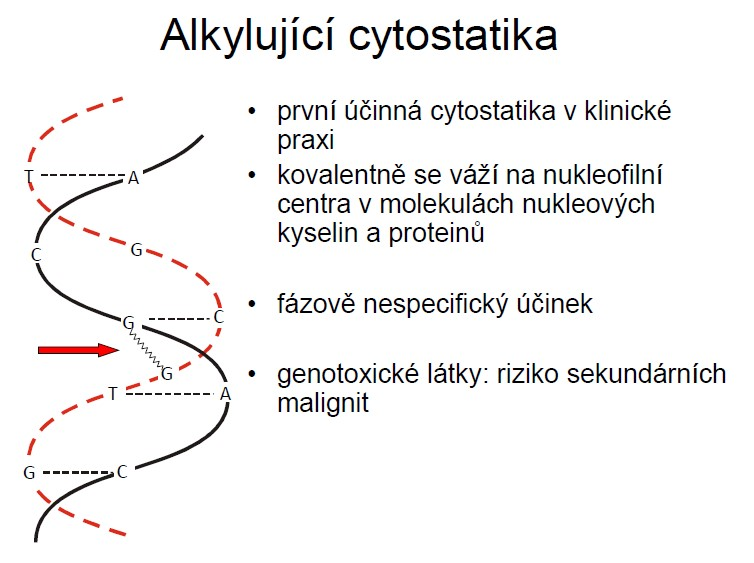 Alkylující cytostatika
• první účinná cytostatika v klinické
praxi
• kovalentně se váží na nukleofilní
centra v molekulách nukleových
kyselin a proteinů
• fázově nespecifický účinek
• genotoxické látky: riziko sekundárních
malignit
T A
C G
G C
G
T A
G C